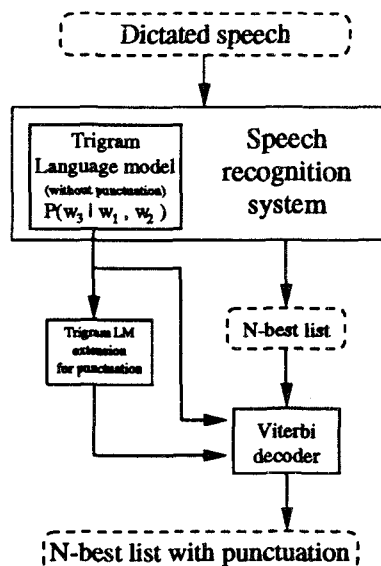 Dictated speech
Trigram
Language model
(without punctuation)
P(w₃ | w₁ , w₂ )
Speech
recognition
system
Trigram LM
extension
for punctuation
N-best list
Viterbi
decoder
N-best list with punctuation